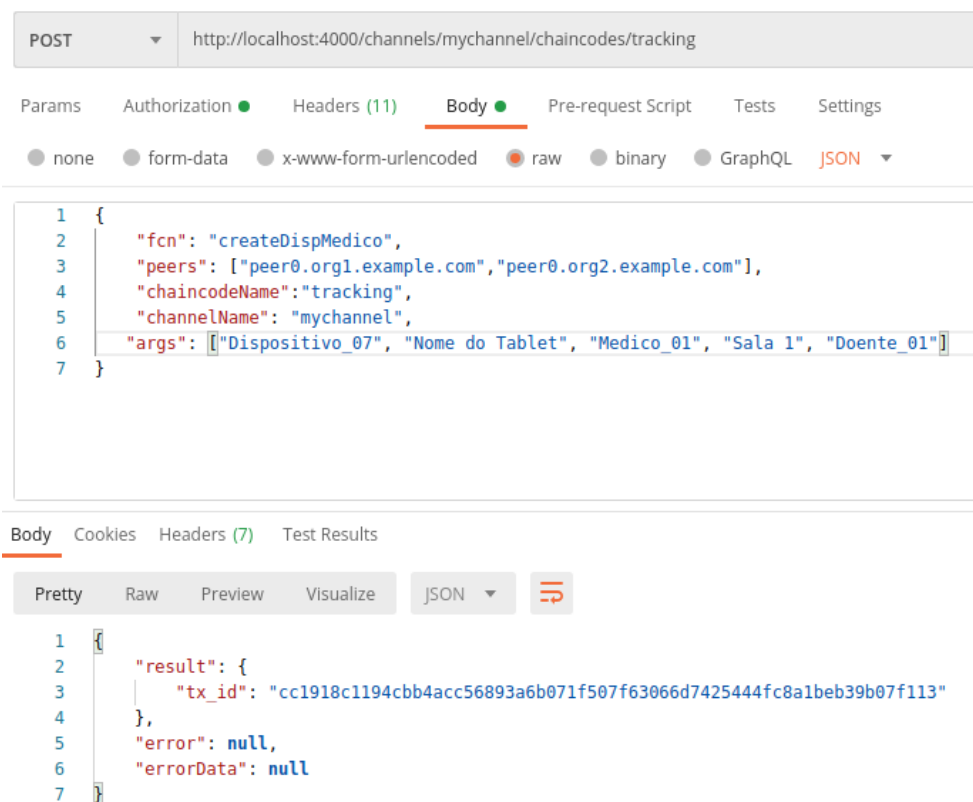 POST http://localhost:4000/channels/mychannel/chaincodes/tracking
Params Authorization Headers (11) Body Pre-request Script Tests Settings
none form-data x-www-form-urlencoded raw binary GraphQL JSON
1 {
2 "fcn": "createDispMedico",
3 "peers": ["peer0.org1.example.com","peer0.org2.example.com"],
4 "chaincodeName":"tracking",
5 "channelName": "mychannel",
6 "args": ["Dispositivo_07", "Nome do Tablet", "Medico_01", "Sala 1", "Doente_01"]
7 }
Body Cookies Headers (7) Test Results
Pretty Raw Preview Visualize JSON
1 {
2 "result": {
3 "tx_id": "cc1918c1194cbb4acc56893a6b071f507f63066d7425444fc8a1beb39b07f113"
4 },
5 "error": null,
6 "errorData": null
7 }